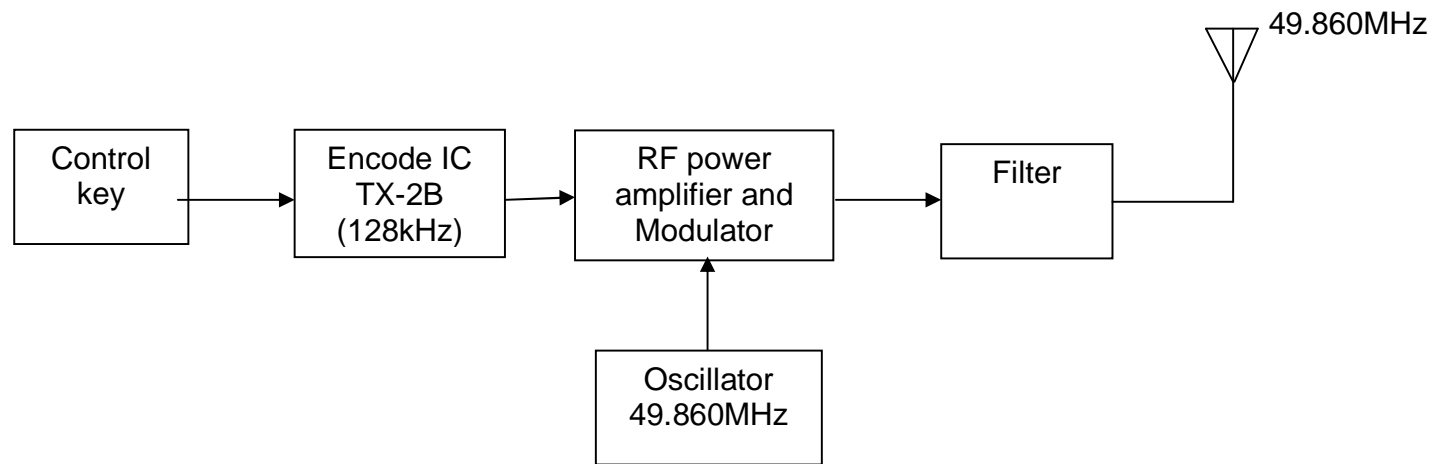 49.860MHz
Control
key
Encode IC
TX-2B
(128kHz)
RF power
amplifier and
Modulator
Filter
Oscillator
49.860MHz